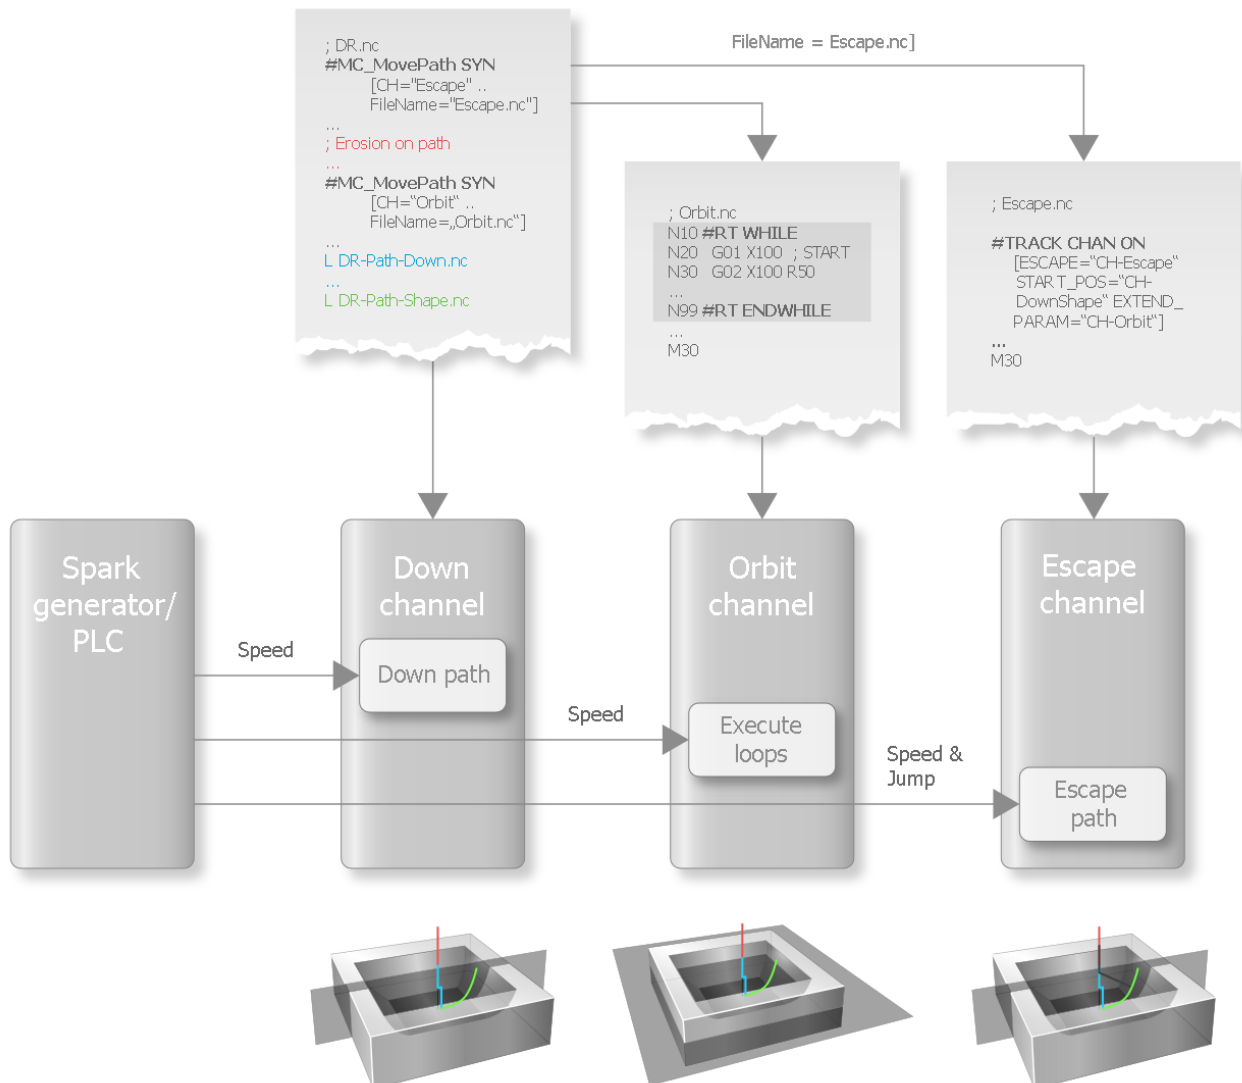 ; DR.nc
#MC_MovePath SYN
[CH="Escape" ..
FileName="Escape.nc"]
...
; Erosion on path
...
#MC_MovePath SYN
[CH=“Orbit“ ..
FileName=„Orbit.nc“]
...
L DR-Path-Down.nc
...
L DR-Path-Shape.nc
FileName = Escape.nc]
; Orbit.nc
N10 #RT WHILE
N20 G01 X100 ; START
N30 G02 X100 R50
...
N99 #RT ENDWHILE
...
M30
; Escape.nc
#TRACK CHAN ON
[ESCAPE=“CH-Escape“
START_POS=“CH-
DownShape“ EXTEND_
PARAM=“CH-Orbit“]
...
M30
Spark
generator/
PLC
Down
channel
Orbit
channel
Escape
channel
Speed
Down path
Speed
Execute
loops
Speed &
Jump
Escape
path